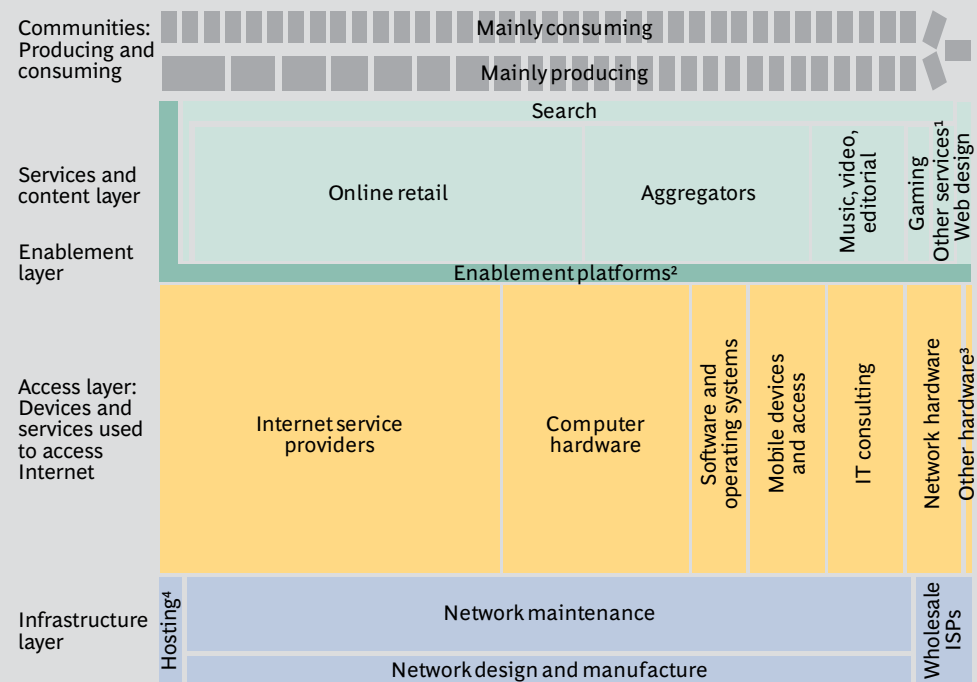 Communities:
Producing and
consuming
Mainly consuming
Mainly producing
Services and
content layer
Search
Online retail
Aggregators
Music, video,
editorial
Gaming
Other services¹
Web design
Enablement
layer
Enablement platforms²
Access layer:
Devices and
services used
to access
Internet
Internet service
providers
Computer
hardware
Software and
operating systems
Mobile devices
and access
IT consulting
Network hardware
Other hardware³
Infrastructure
layer
Hosting⁴
Network maintenance
Network design and manufacture
Wholesale
ISPs